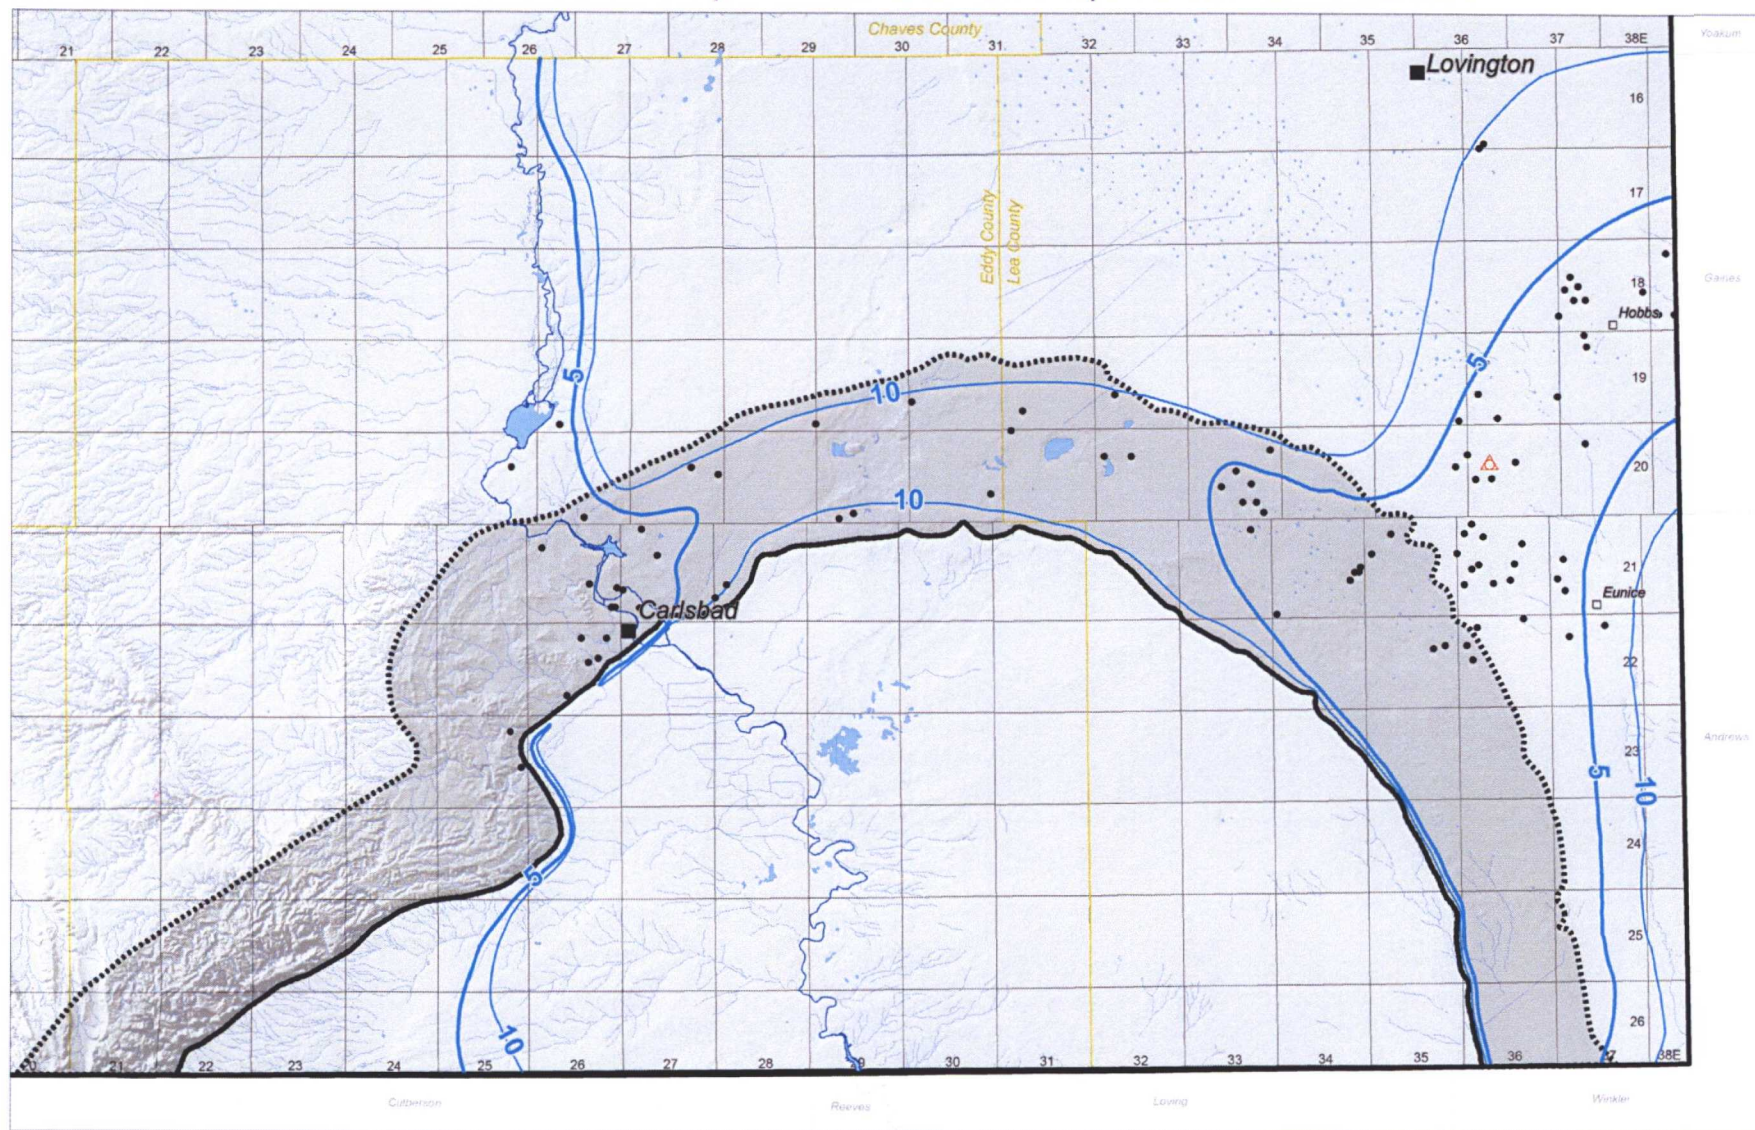 Chaves County
21 22 23 24 25 26 27 28 29 30 31 32 33 34 35 36 37 38E
Yoakum
Lovington
16
17
Eddy County
Lea County
18
Gaines
Hobbs
5
5
19
10
20
10
21
Eunice
Carlsbad
22
23
Andrews
5
10
24
5
25
10
26
20 21 22 23 24 25 26 27 28 29 30 31 32 33 34 35 36 37 38E
Culberson
Reeves
Loving
Winkler